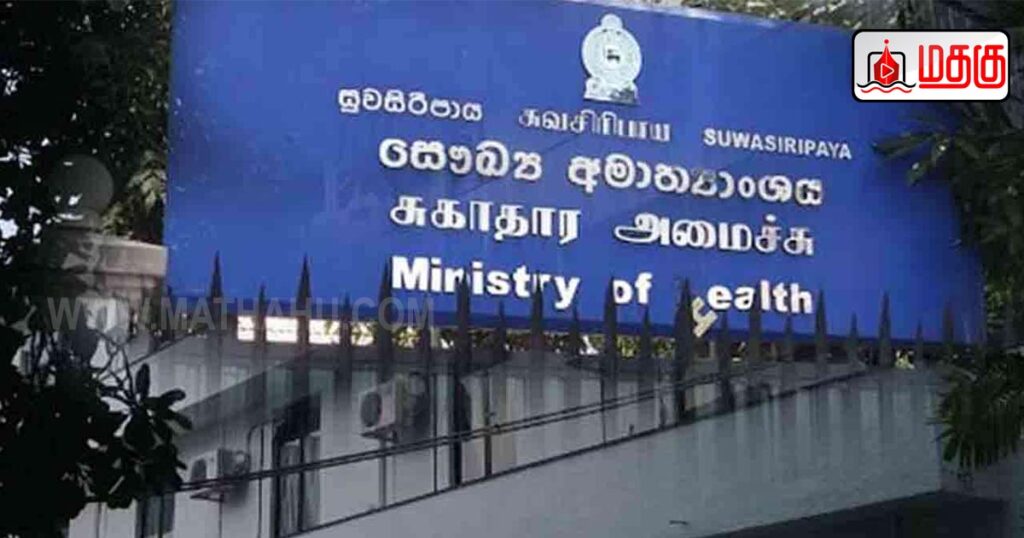 மதகு
සුවසිරිපාය சுவசிரிபாய SUWASIRIPAYA
සෞඛ්‍ය අමාත්‍යාංශය
சுகாதார அமைச்சு
Ministry of Health
WWW.MATHAHU.COM